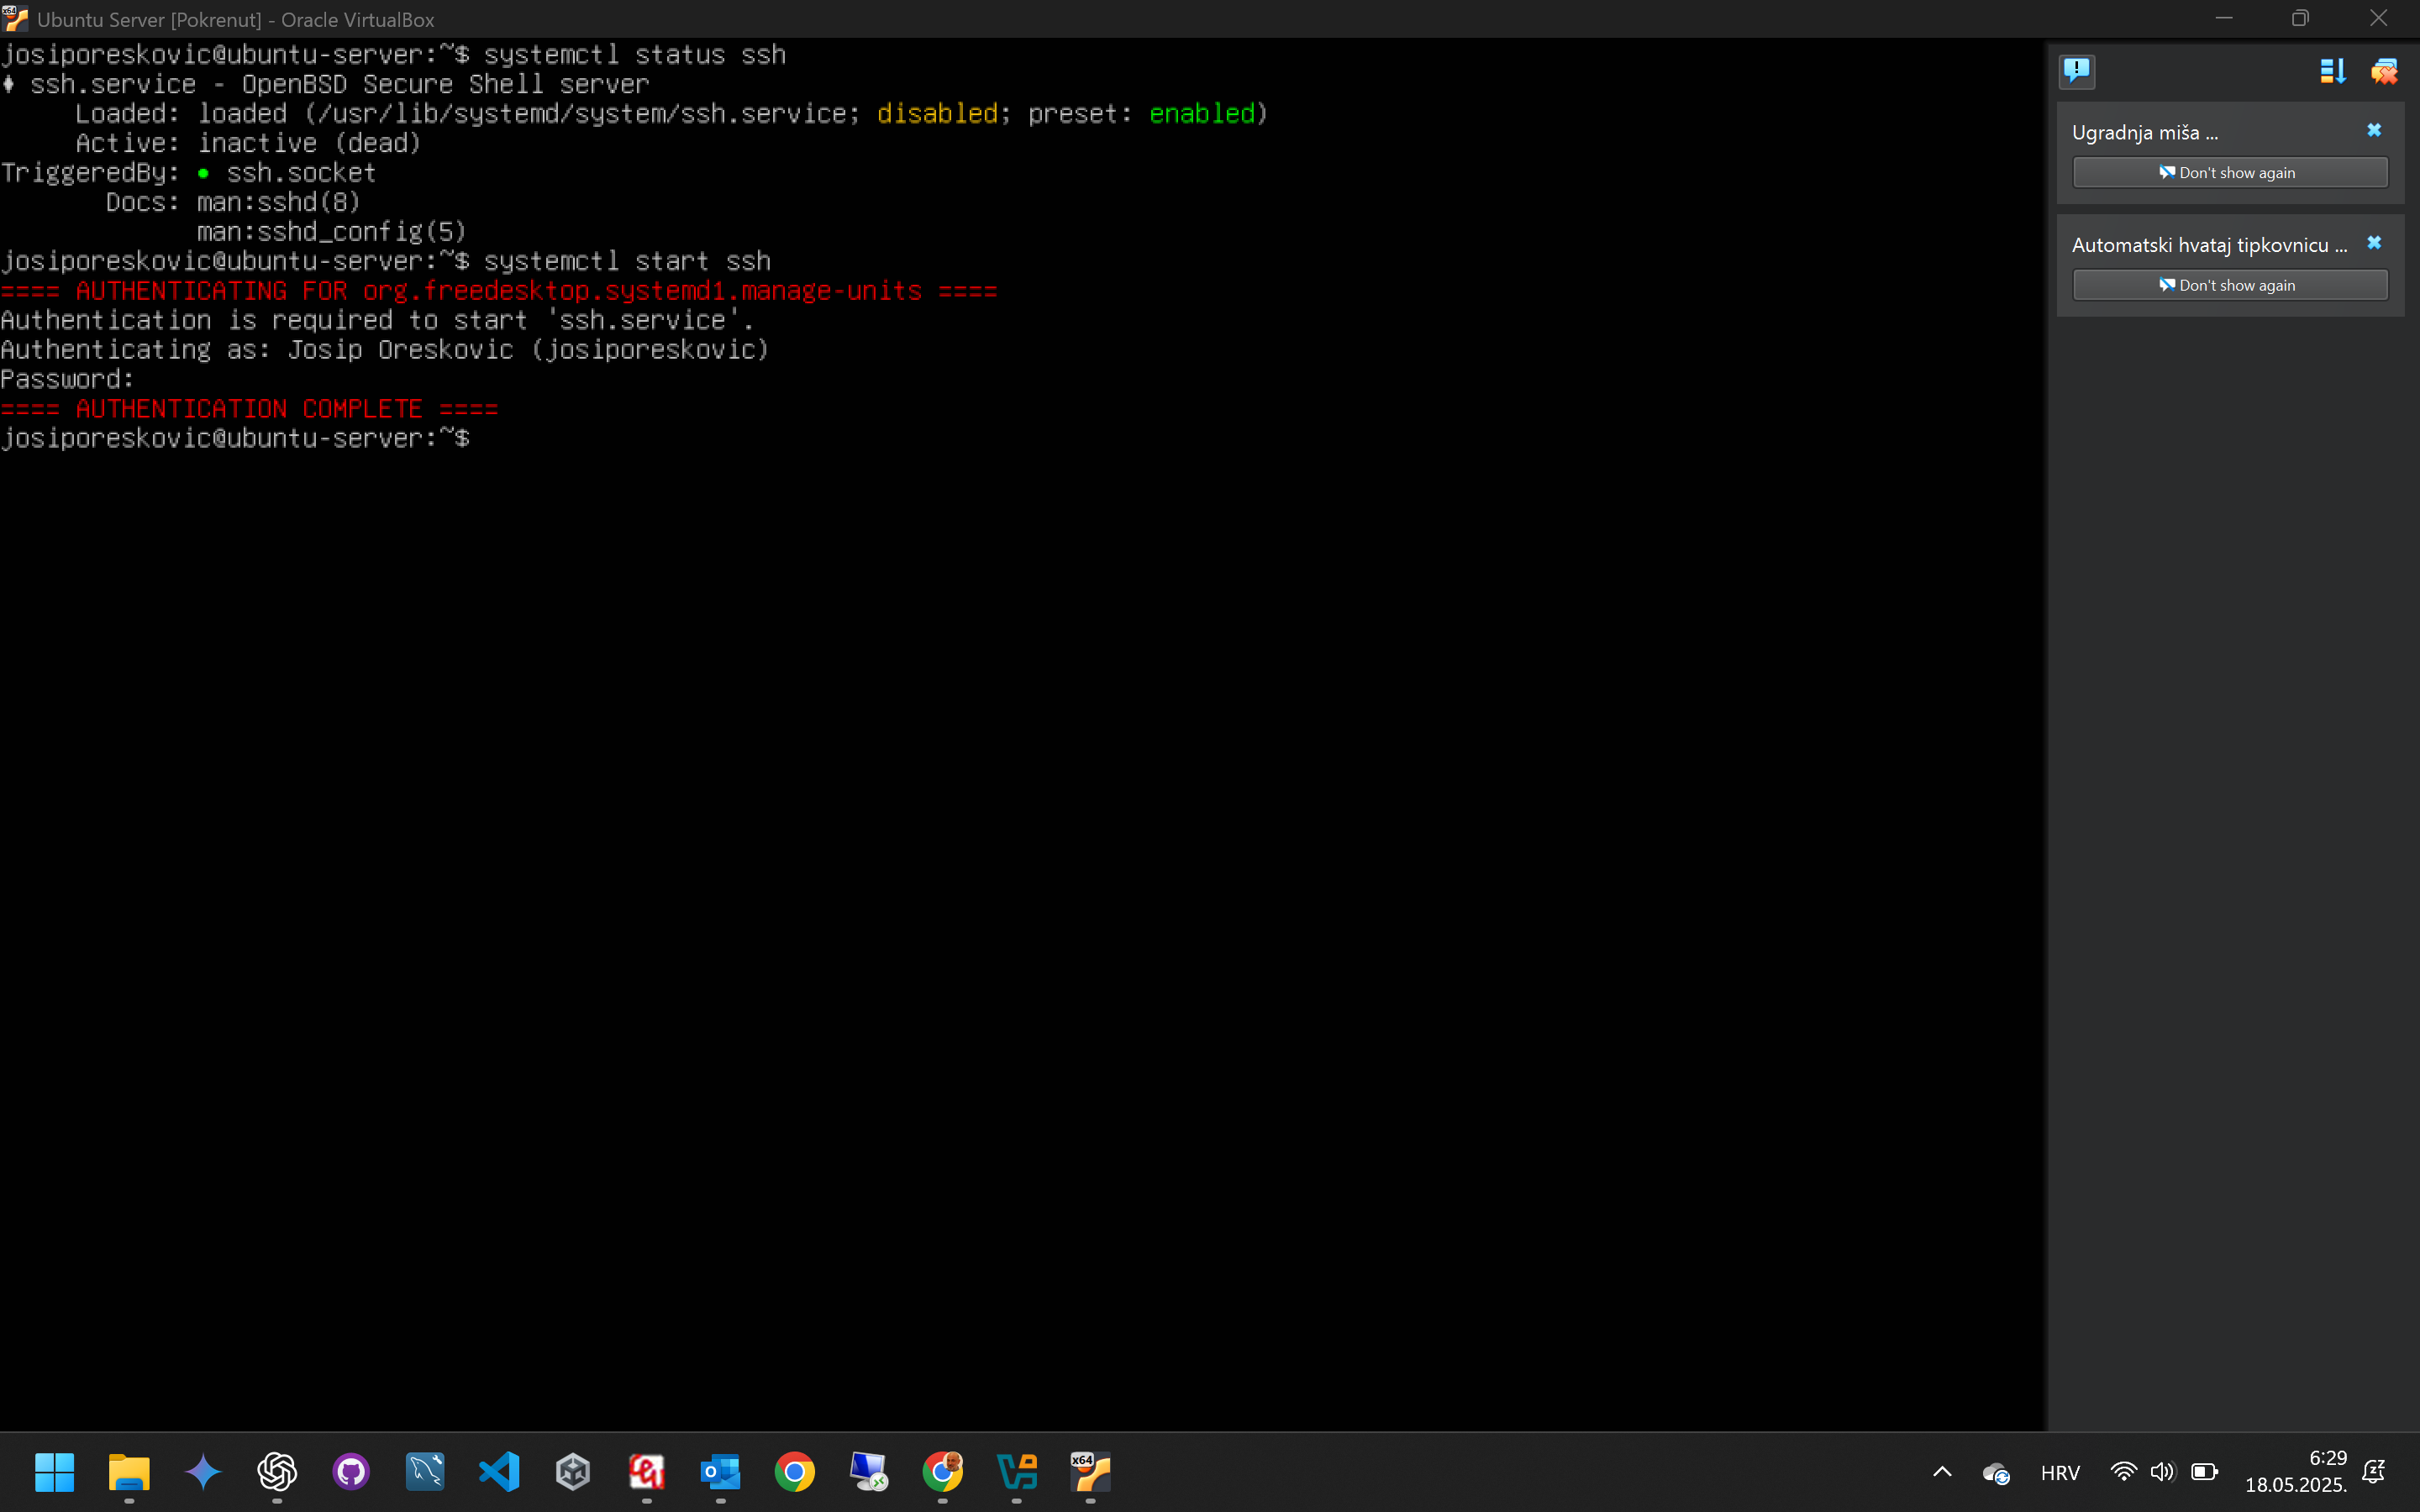 Ubuntu Server [Pokrenut] - Oracle VirtualBox
josiporeskovic@ubuntu-server:~$ systemctl status ssh
♦ ssh.service - OpenBSD Secure Shell server
Loaded: loaded (/usr/lib/systemd/system/ssh.service; disabled; preset: enabled)
Active: inactive (dead)
TriggeredBy: ● ssh.socket
Docs: man:sshd(8)
man:sshd_config(5)
josiporeskovic@ubuntu-server:~$ systemctl start ssh
==== AUTHENTICATING FOR org.freedesktop.systemd1.manage-units ====
Authentication is required to start 'ssh.service'.
Authenticating as: Josip Oreskovic (josiporeskovic)
Password:
==== AUTHENTICATION COMPLETE ====
josiporeskovic@ubuntu-server:~$
Ugradnja miša ...
Don't show again
Automatski hvataj tipkovnicu ...
Don't show again
x64
HRV
6:29
18.05.2025.